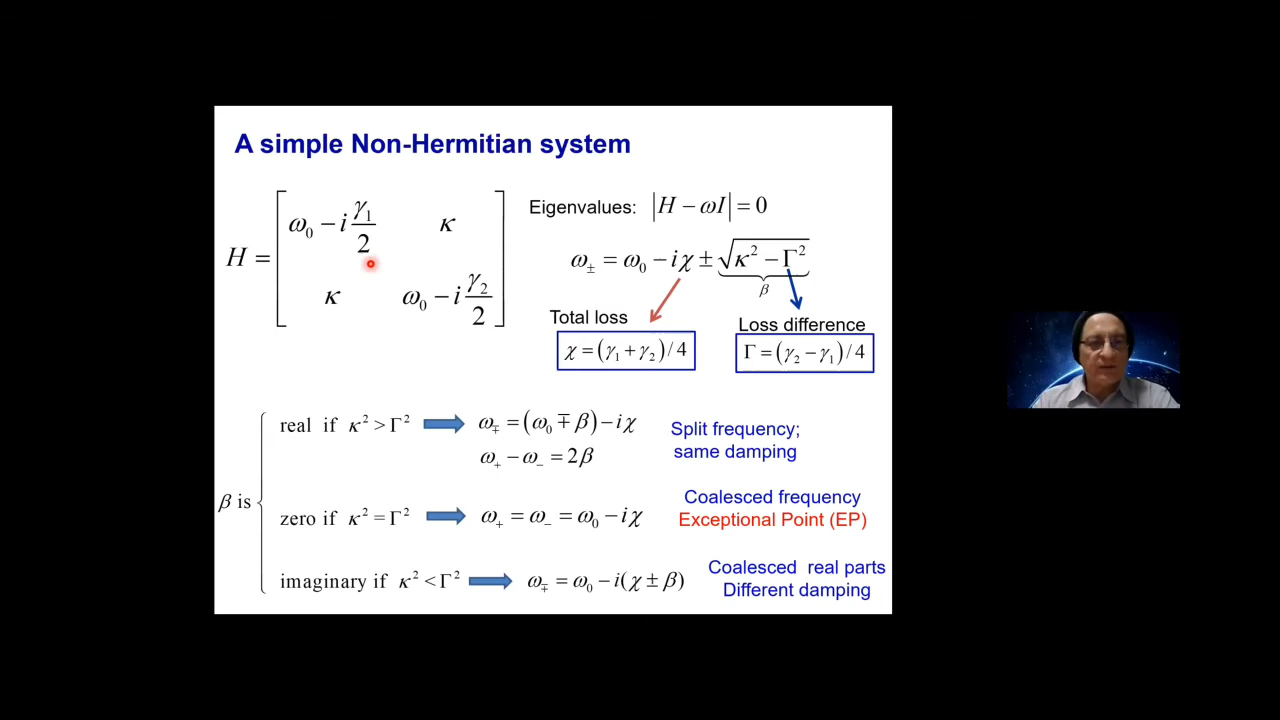 A simple Non-Hermitian system
H = [ ω₀ − i γ₁/2   κ
κ   ω₀ − i γ₂/2 ]
Eigenvalues: |H − ωI| = 0
ω± = ω₀ − iχ ± √(κ² − Γ²)
β
Total loss
χ = (γ₁ + γ₂) / 4
Loss difference
Γ = (γ₂ − γ₁) / 4
β is
real if κ² > Γ²
ω∓ = (ω₀ ∓ β) − iχ
ω₊ − ω₋ = 2β
Split frequency;
same damping
zero if κ² = Γ²
ω₊ = ω₋ = ω₀ − iχ
Coalesced frequency
Exceptional Point (EP)
imaginary if κ² < Γ²
ω∓ = ω₀ − i(χ ± β)
Coalesced real parts
Different damping